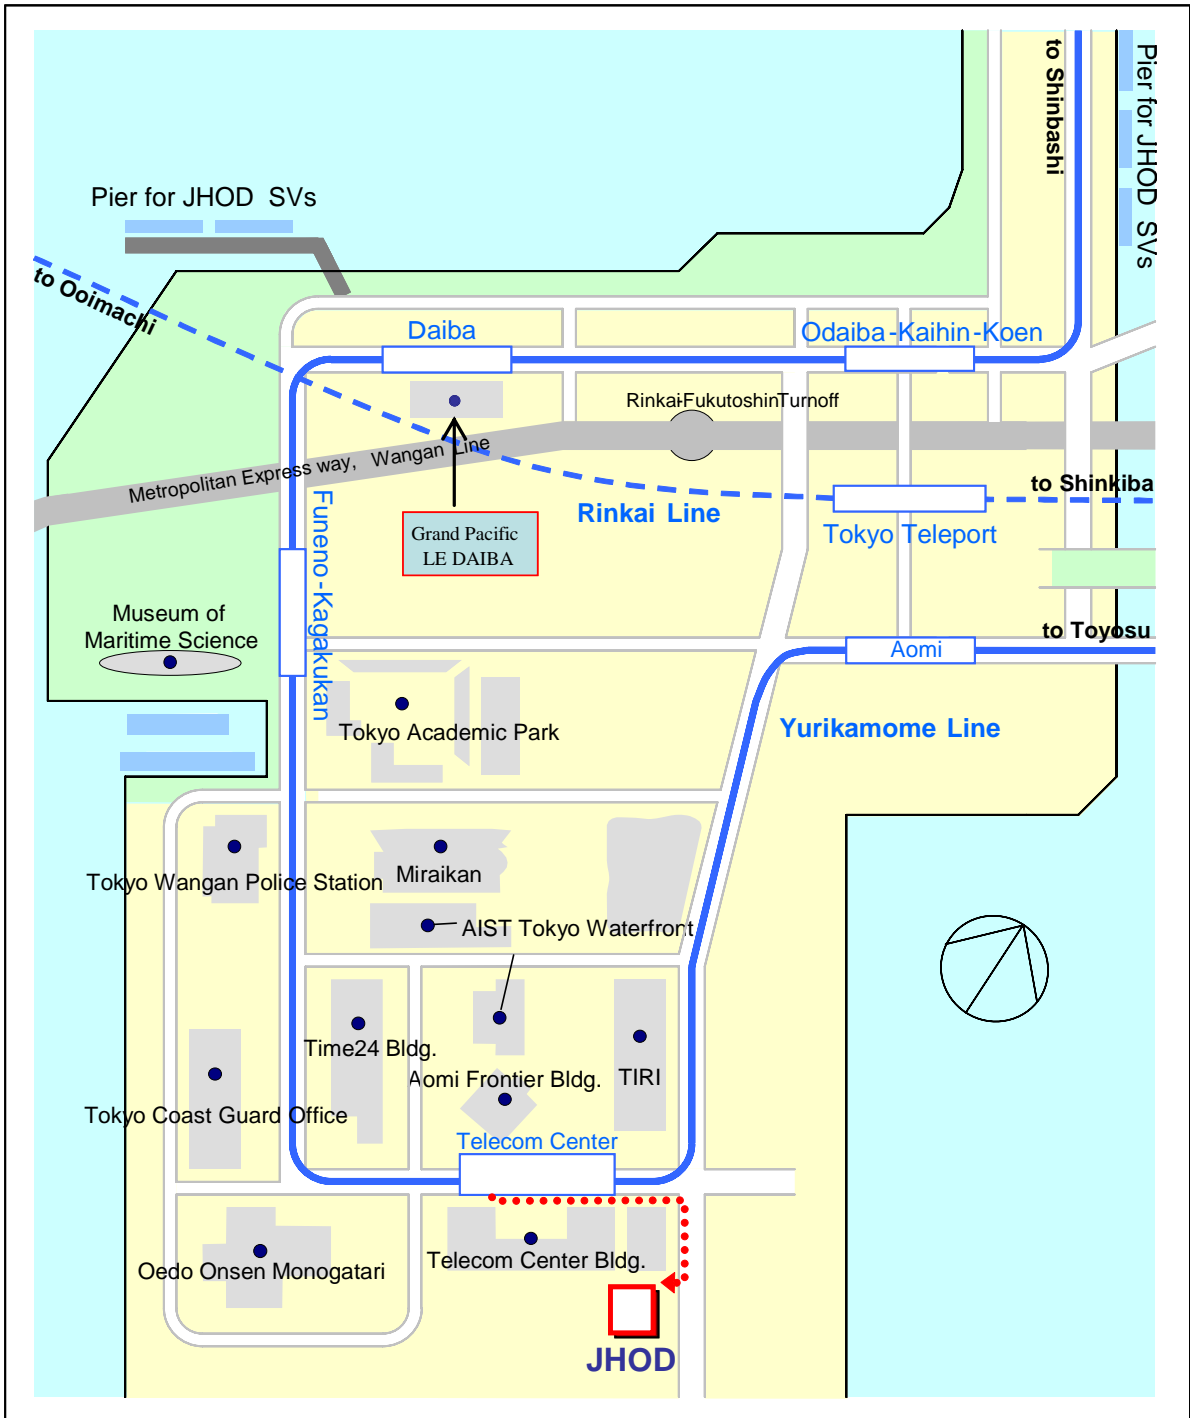 to Shinbashi
Pier for JHOD SVs
Pier for JHOD SVs
to Ooimachi
Daiba
Odaiba-Kaihin-Koen
Rinkai-FukutoshinTurnoff
Metropolitan Express way, Wangan Line
to Shinkiba
Funeno-Kagakukan
Rinkai Line
Tokyo Teleport
Grand Pacific
LE DAIBA
Museum of
Maritime Science
to Toyosu
Aomi
Tokyo Academic Park
Yurikamome Line
Miraikan
Tokyo Wangan Police Station
AIST Tokyo Waterfront
Time24 Bldg.
Aomi Frontier Bldg.
TIRI
Tokyo Coast Guard Office
Telecom Center
Telecom Center Bldg.
Oedo Onsen Monogatari
JHOD